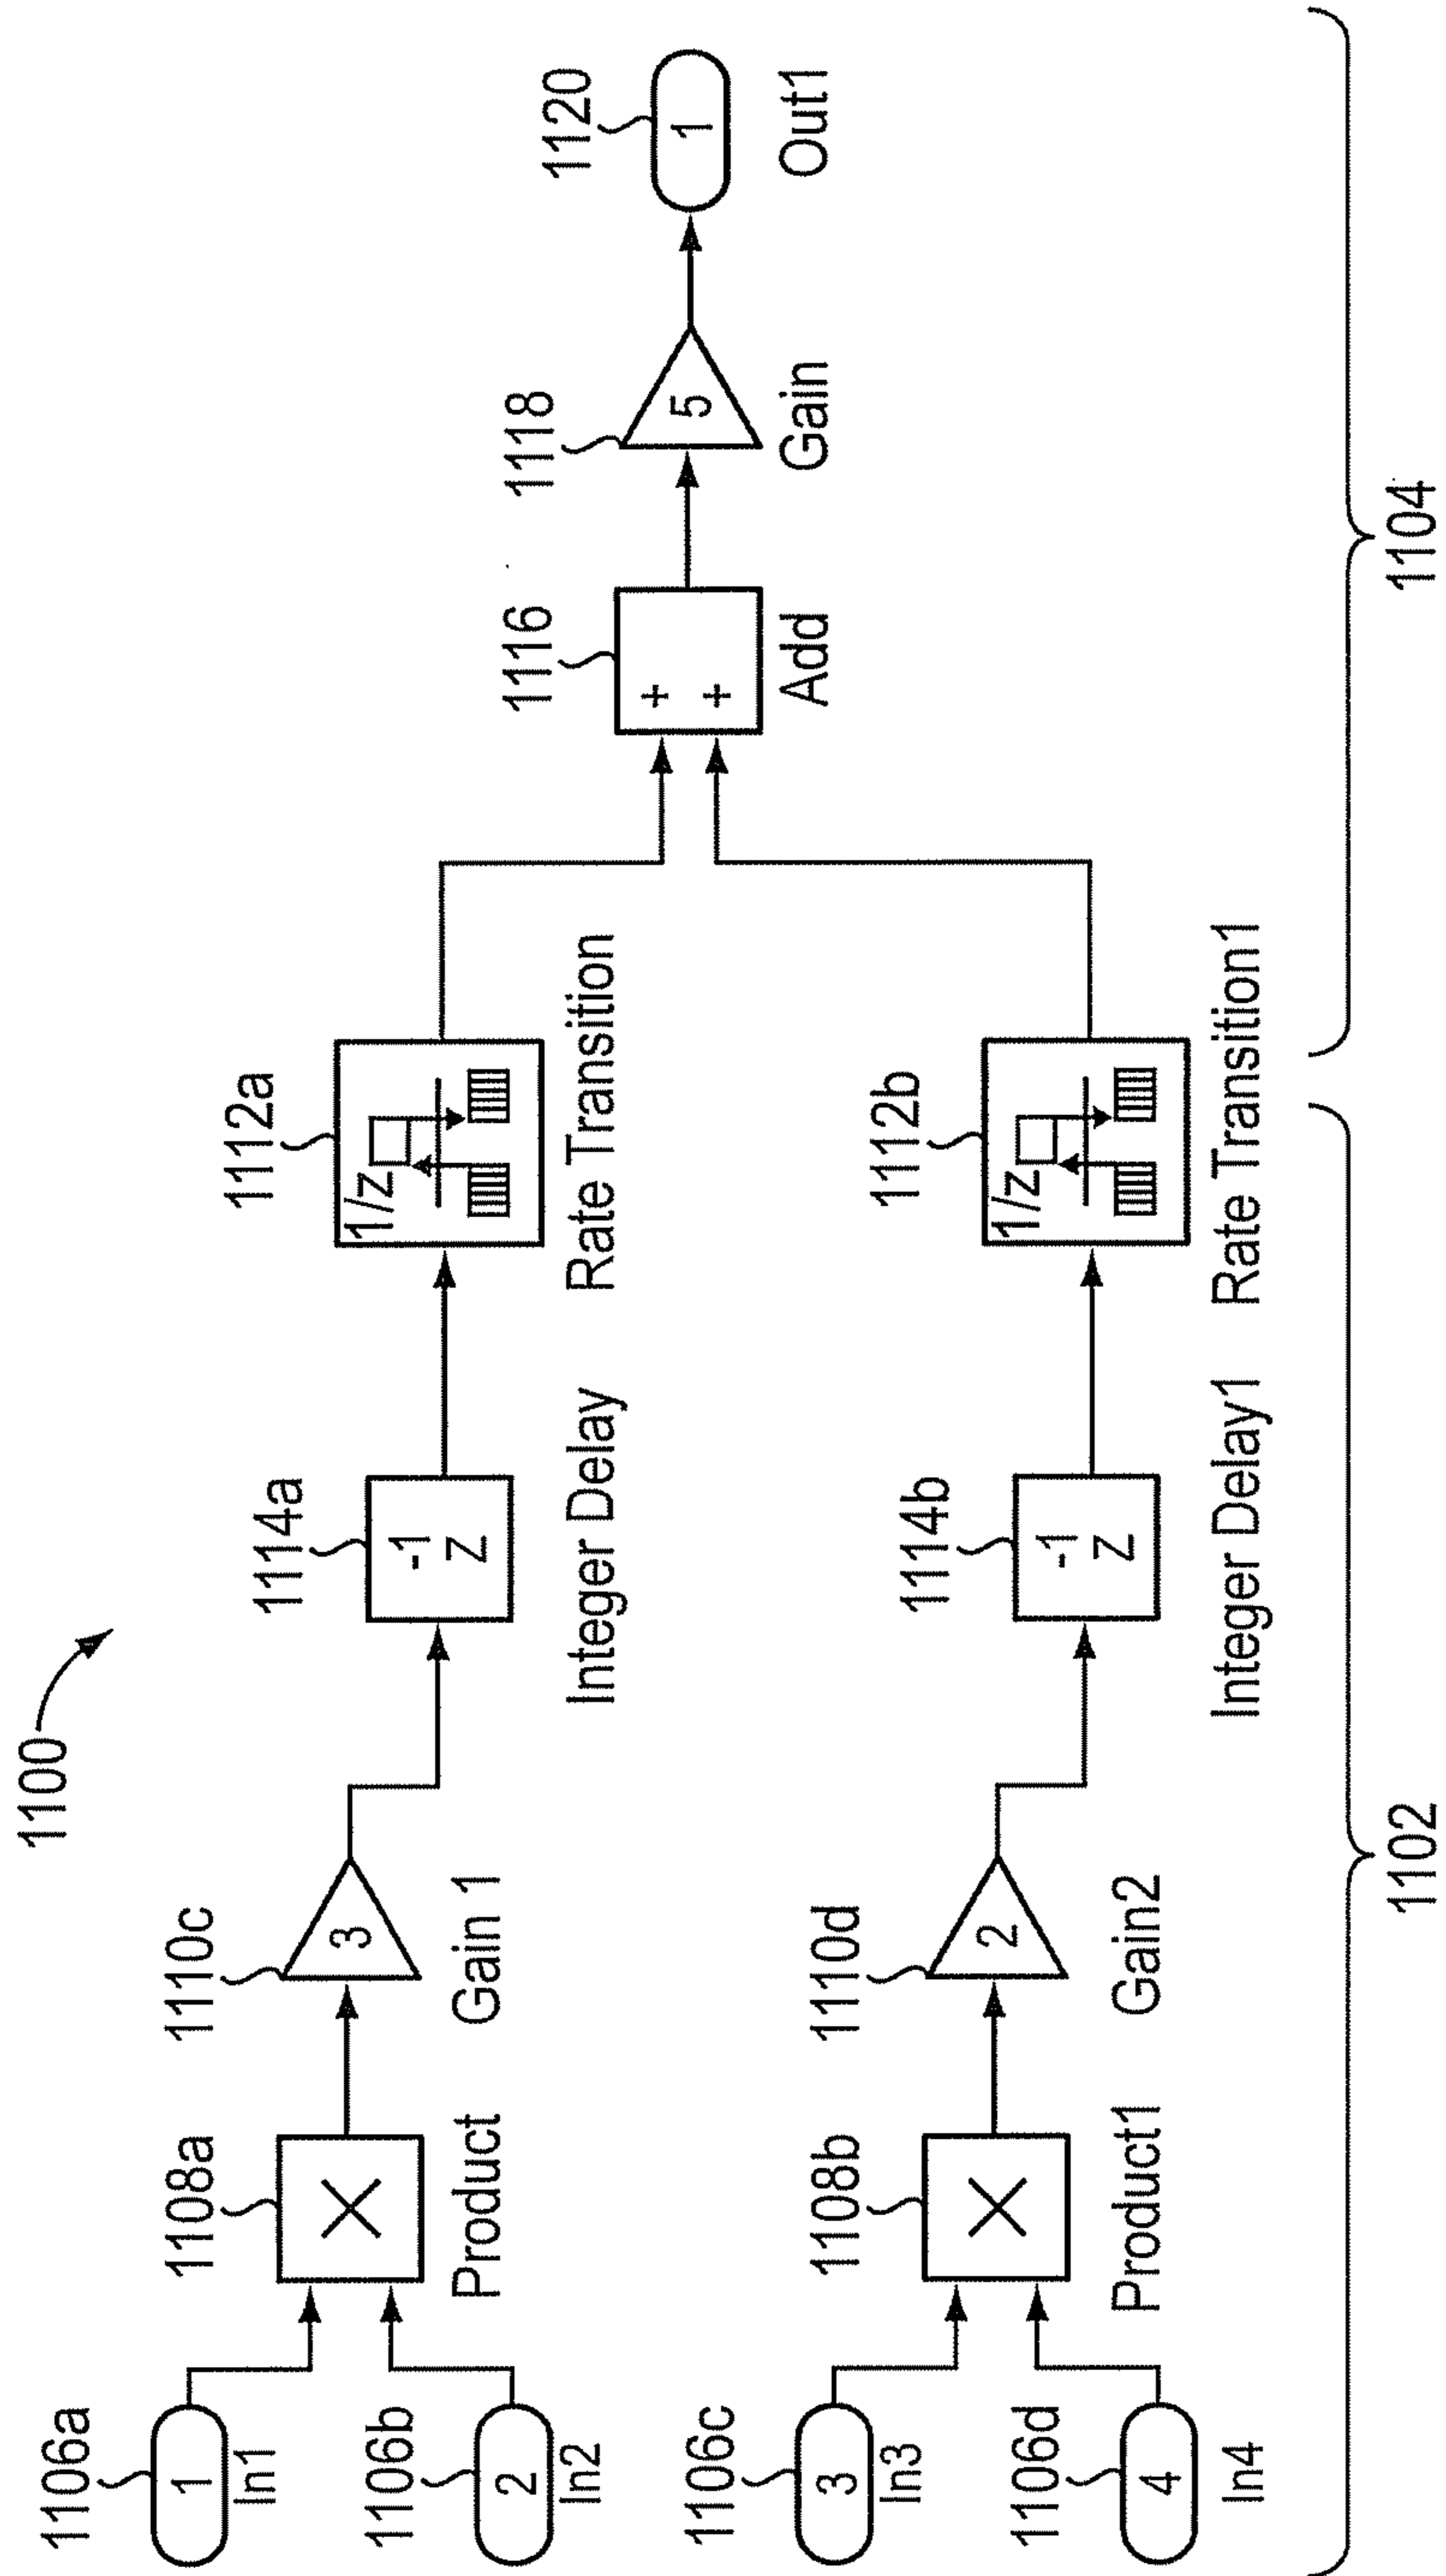 1100
1106a
1
In1
1106b
2
In2
1108a
×
Product
1110c
3
Gain 1
1114a
-1
Z
Integer Delay
1112a
1/z
Rate Transition
1106c
3
In3
1106d
4
In4
1108b
×
Product1
1110d
2
Gain2
1114b
-1
Z
Integer Delay1
1112b
1/z
Rate Transition1
1116
+
+
Add
1118
5
Gain
1120
1
Out1
1102
1104